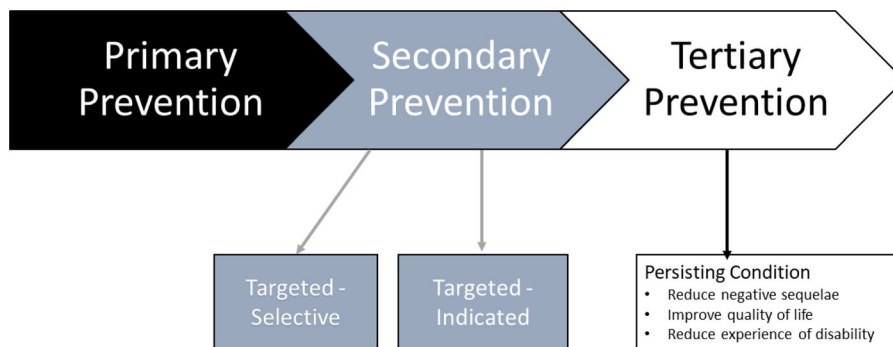 Primary
Prevention
Secondary
Prevention
Tertiary
Prevention
Targeted -
Selective
Targeted -
Indicated
Persisting Condition
• Reduce negative sequelae
• Improve quality of life
• Reduce experience of disability